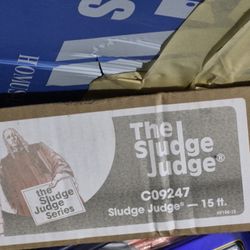 The
Sludge
Judge®
the
Sludge
Judge
Series
C09247
Sludge Judge® — 15 ft.